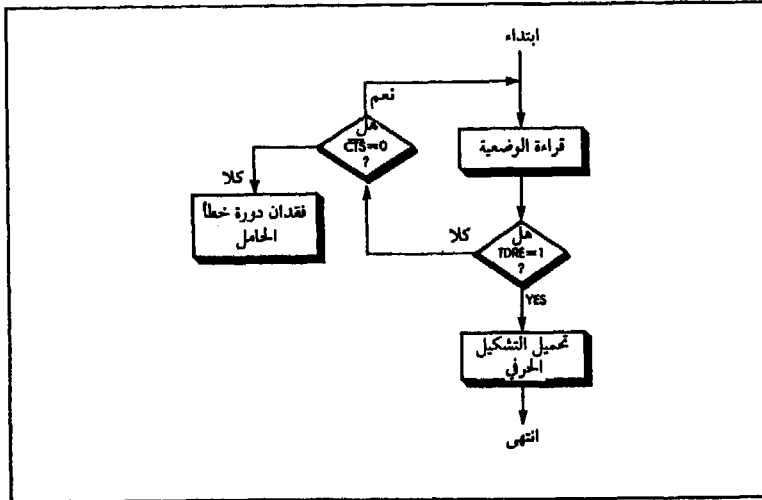 ابتداء
نعم
هل
CTS=0
?
قراءة الوضعية
كلا
فقدان دورة خطأ
الحامل
كلا
هل
TDRE=1
?
YES
تحميل التشكيل
الحرفي
انتهى